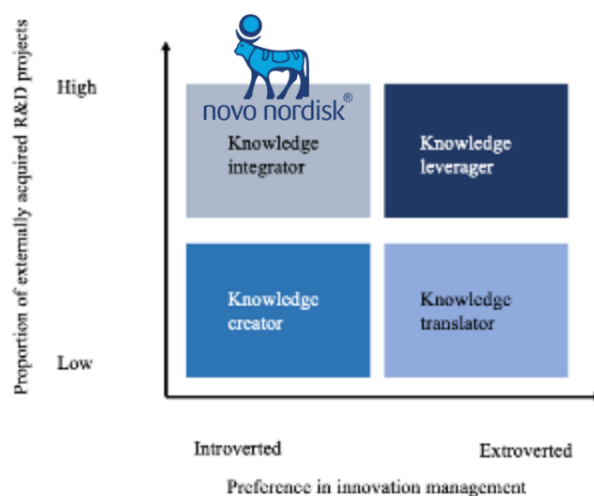 Proportion of externally acquired R&D projects
High
novo nordisk®
Knowledge
integrator
Knowledge
leverager
Knowledge
creator
Knowledge
translator
Low
Introverted
Extroverted
Preference in innovation management